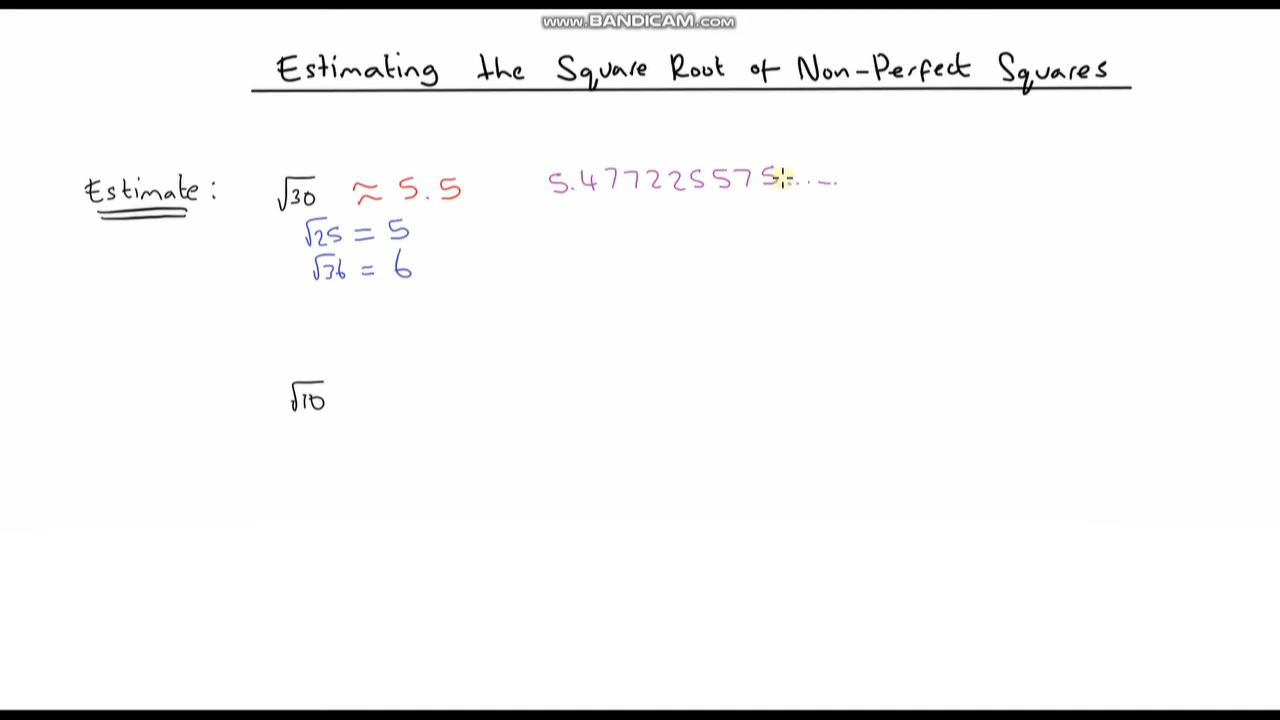 www.BANDICAM.com
Estimating the Square Root of Non-Perfect Squares
Estimate: √30 ≈ 5.5 5.477225575.....
√25 = 5
√36 = 6
√10